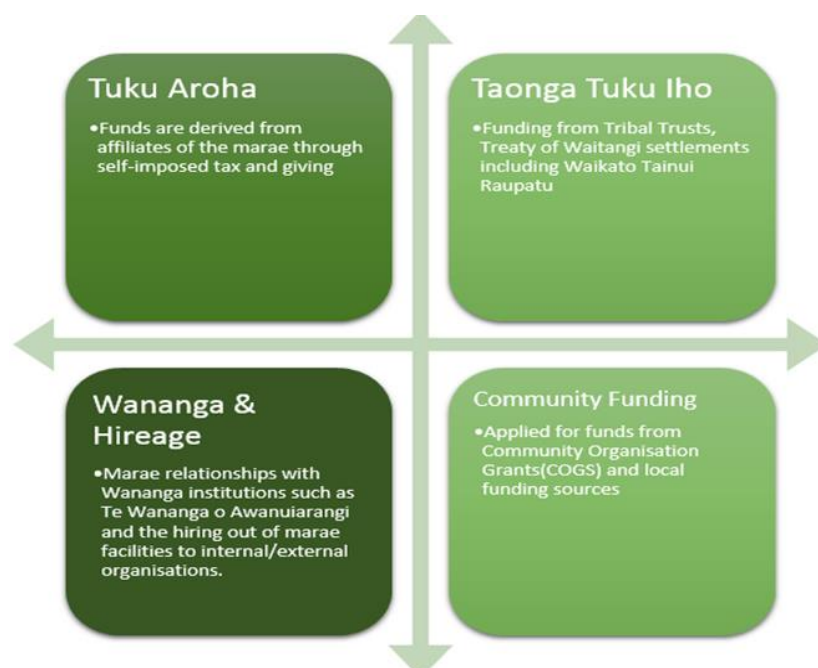 Tuku Aroha
•Funds are derived from
affiliates of the marae through
self-imposed tax and giving
Taonga Tuku Iho
•Funding from Tribal Trusts,
Treaty of Waitangi settlements
including Waikato Tainui
Raupatu
Wananga &
Hireage
•Marae relationships with
Wananga institutions such as
Te Wananga o Awanuiarangi
and the hiring out of marae
facilities to internal/external
organisations.
Community Funding
•Applied for funds from
Community Organisation
Grants(COGS) and local
funding sources